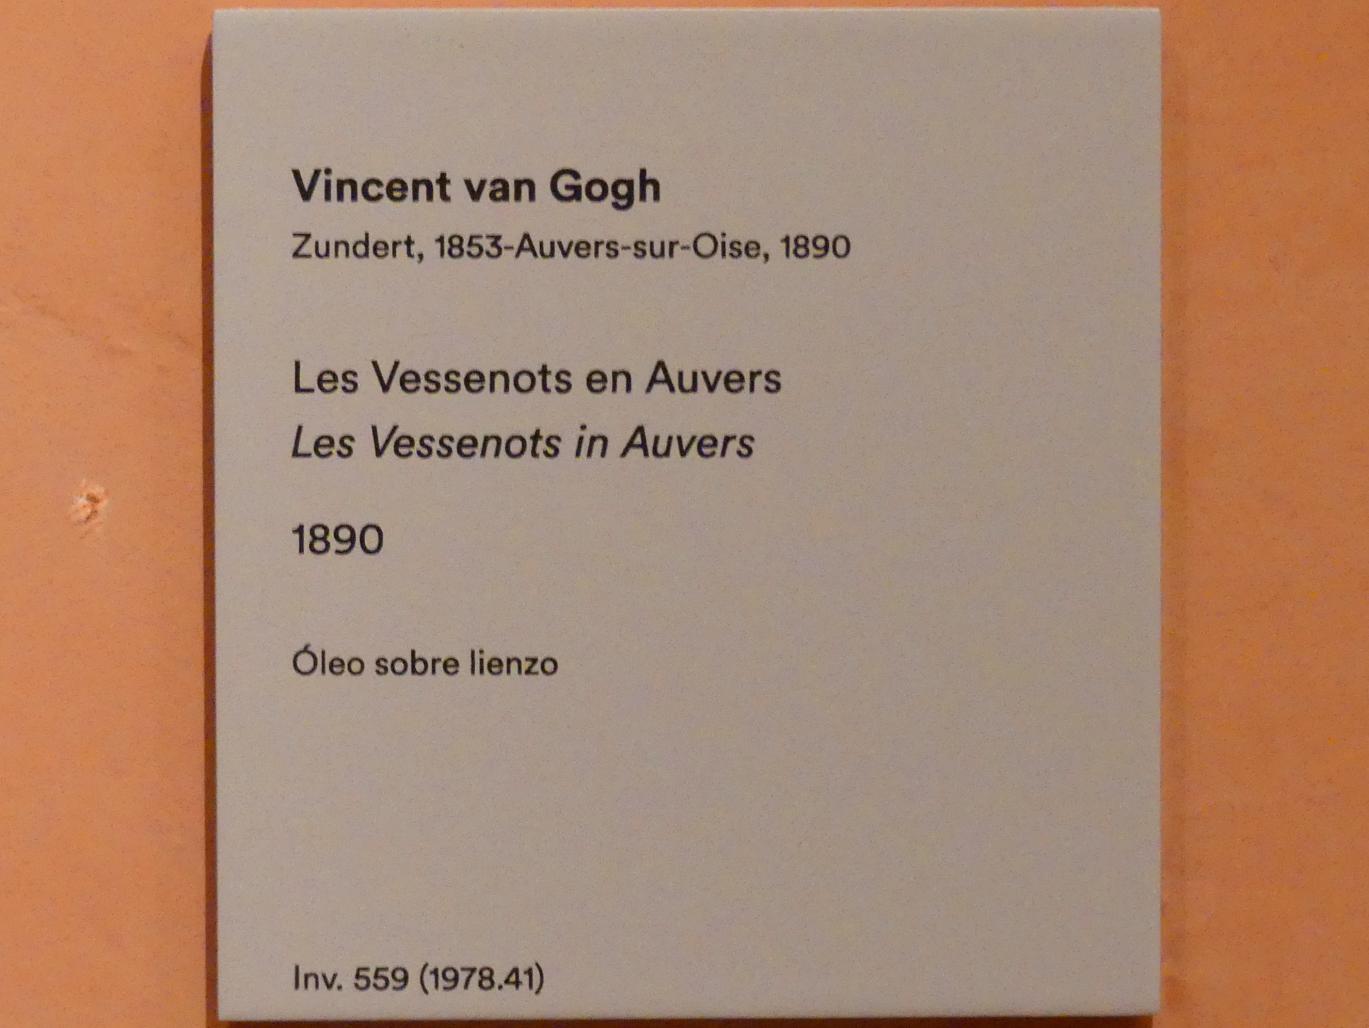 Vincent van Gogh
Zundert, 1853-Auvers-sur-Oise, 1890
Les Vessenots en Auvers
Les Vessenots in Auvers
1890
Óleo sobre lienzo
Inv. 559 (1978.41)